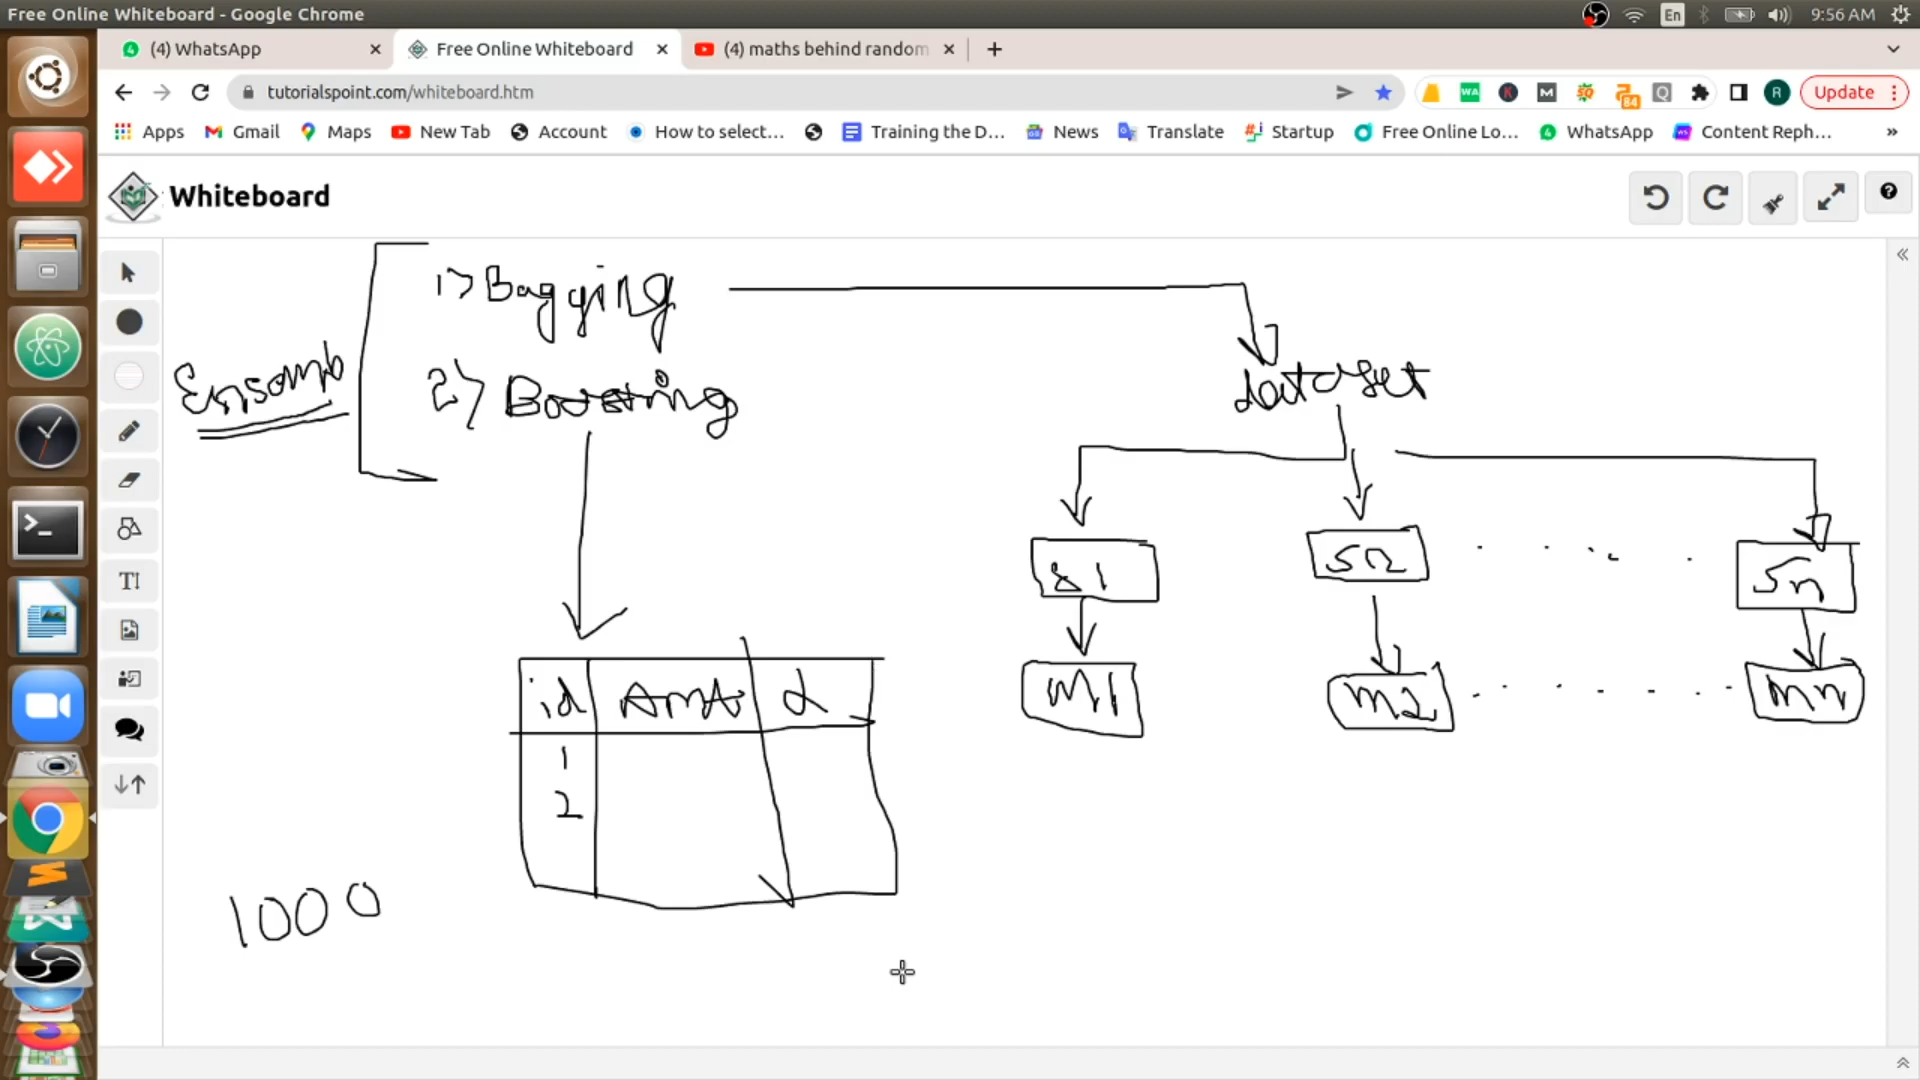 Free Online Whiteboard - Google Chrome
En
9:56 AM
(4) WhatsApp
Free Online Whiteboard
(4) maths behind random
tutorialspoint.com/whiteboard.htm
84
R
Update
Apps
Gmail
Maps
New Tab
Account
How to select...
Training the D...
News
Translate
Startup
Free Online Lo...
WhatsApp
Content Reph...
»
Whiteboard
1) Bagging
Ensamb
2) Boosting
dataset
S1
S2
Sn
id
Amt
d
M1
M2
Mn
1
2
1000